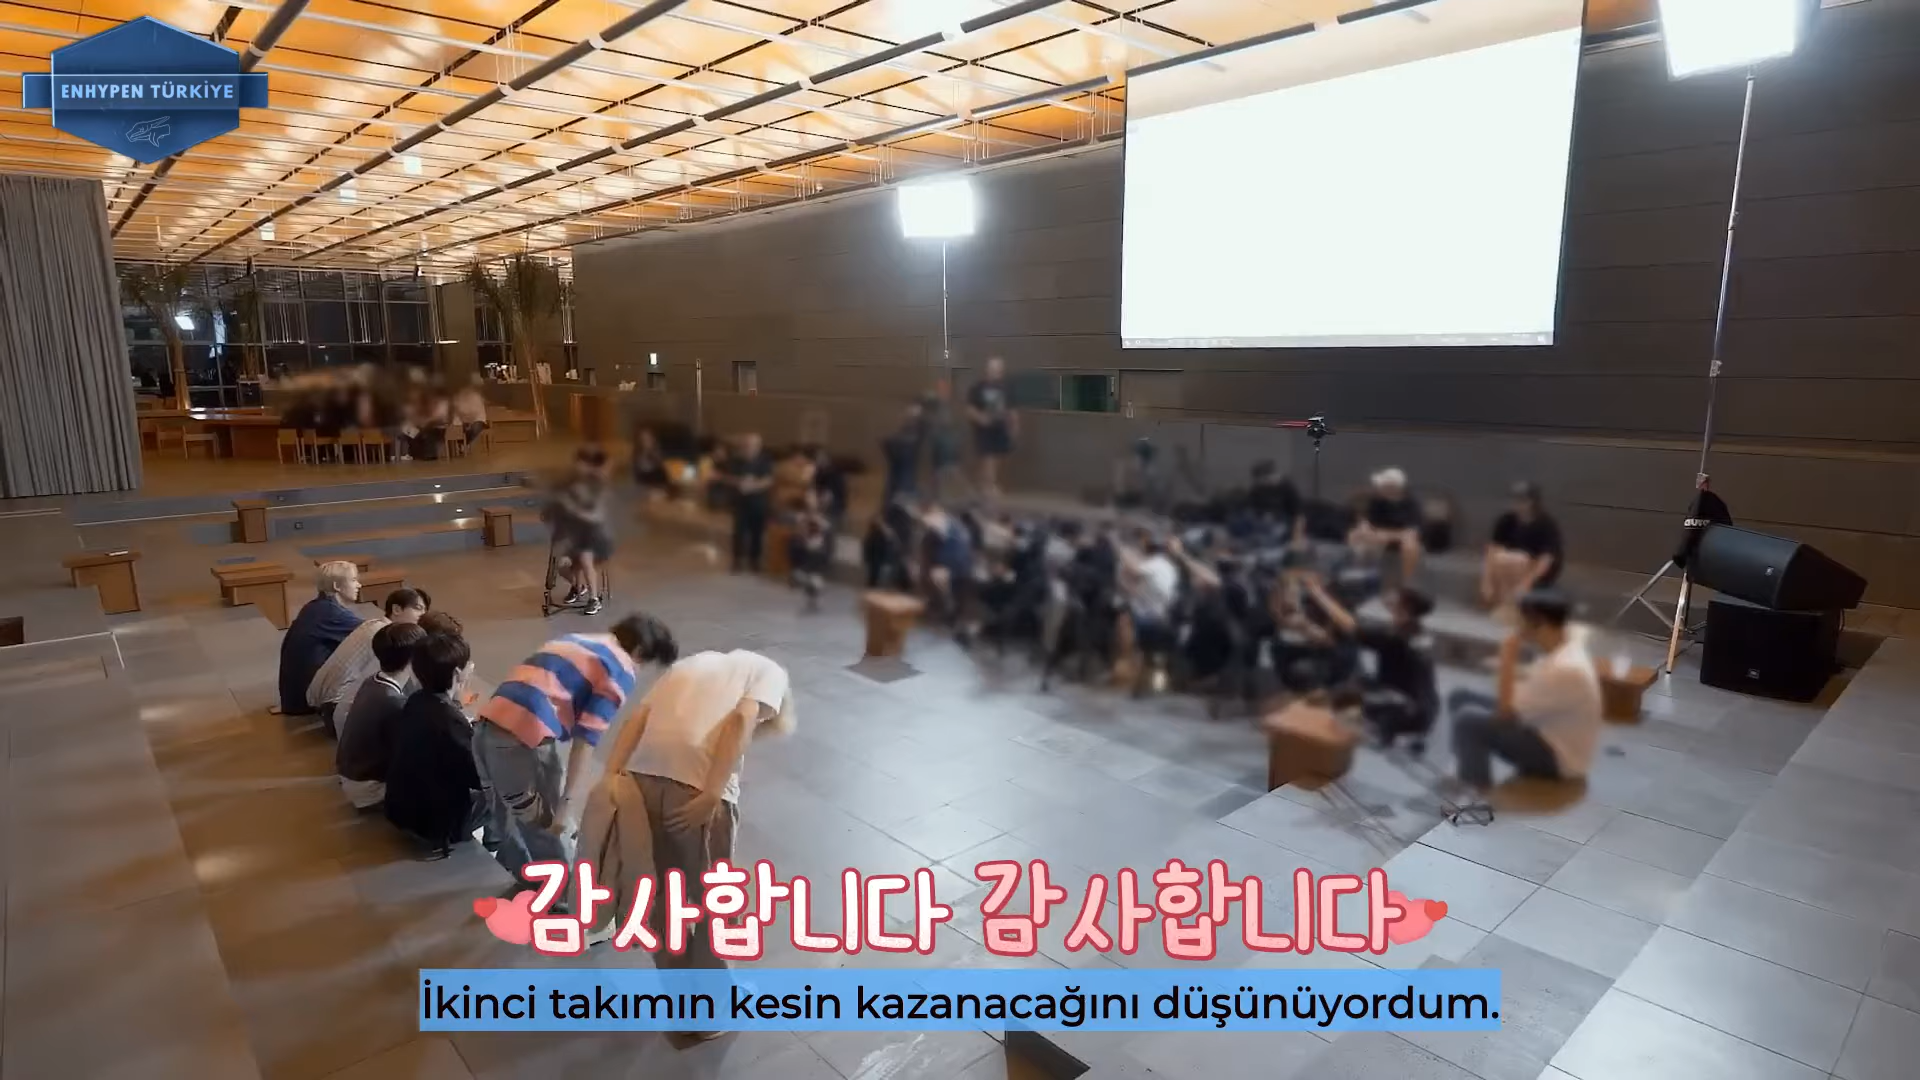 ENHYPEN TÜRKİYE
감사합니다 감사합니다
İkinci takımın kesin kazanacağını düşünüyordum.